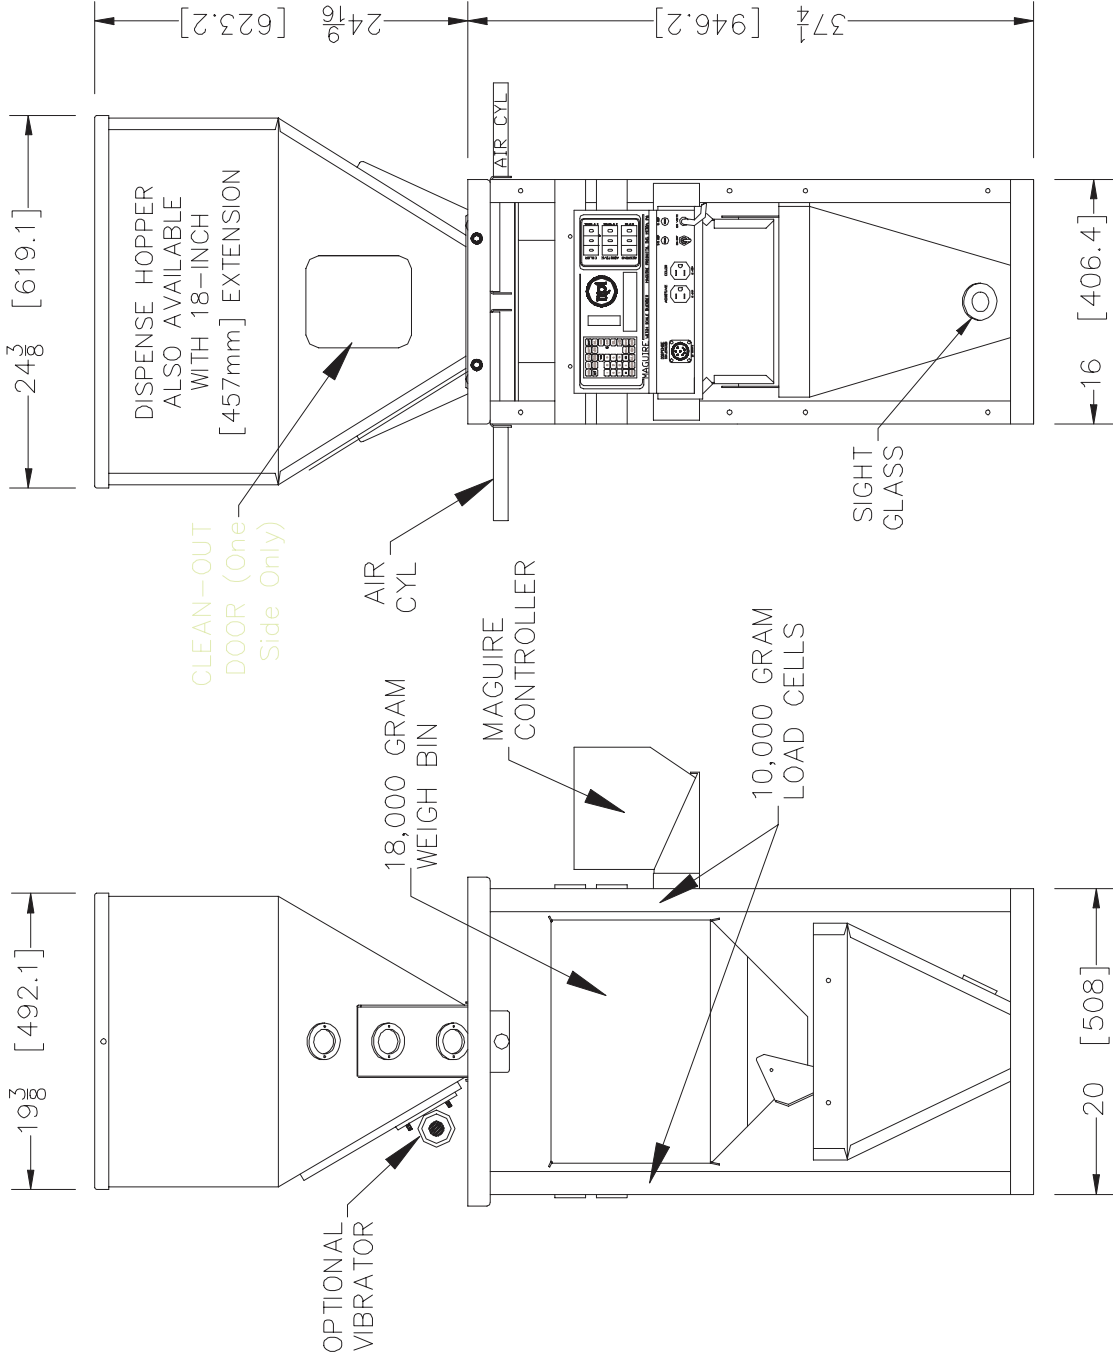 24 9/16 [623.2]
37 1/4 [946.2]
24 3/8 [619.1]
DISPENSE HOPPER
ALSO AVAILABLE
WITH 18-INCH
[457mm] EXTENSION
AIR CYL
CLEAN-OUT
DOOR (One
Side Only)
AIR
CYL
MAGUIRE
SIGHT
GLASS
16 [406.4]
19 3/8 [492.1]
18,000 GRAM
WEIGH BIN
MAGUIRE
CONTROLLER
10,000 GRAM
LOAD CELLS
OPTIONAL
VIBRATOR
20 [508]